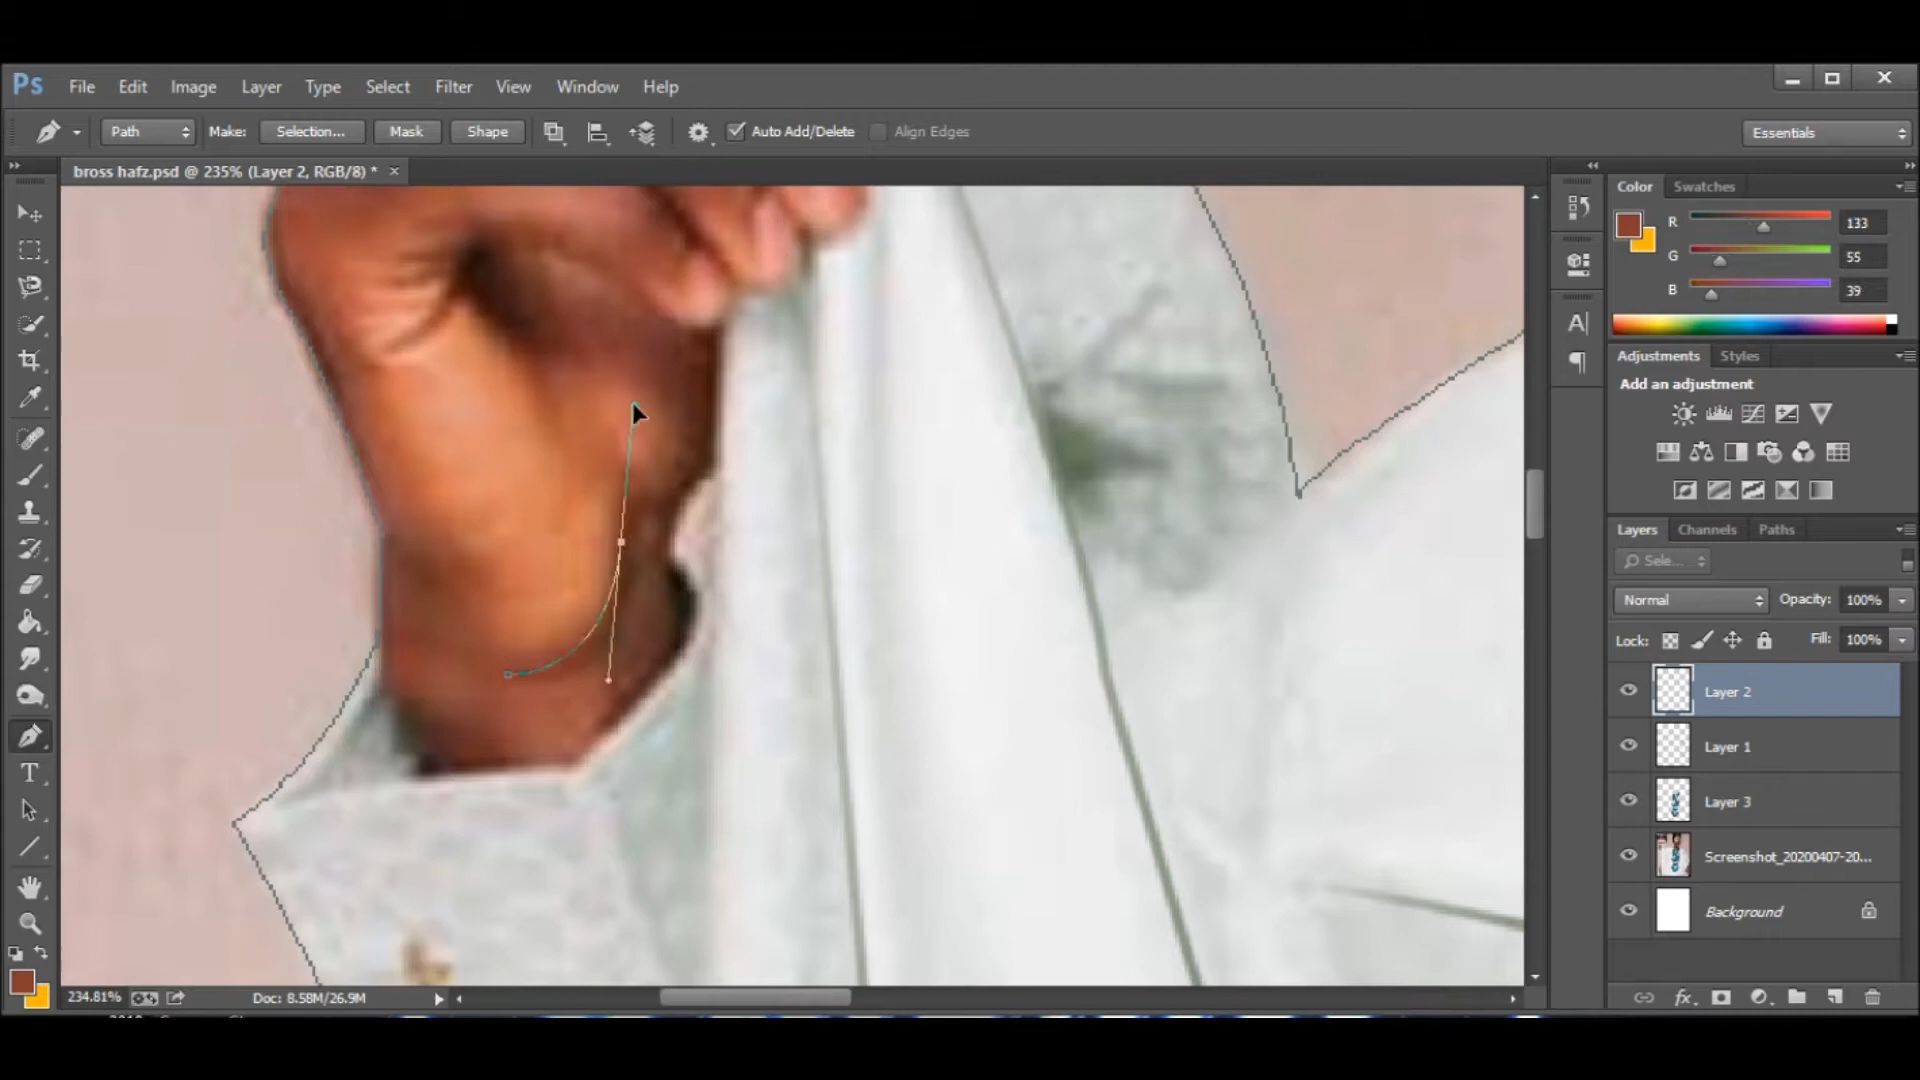 Ps File Edit Image Layer Type Select Filter View Window Help
Path Make: Selection... Mask Shape Auto Add/Delete Align Edges Essentials
bross hafz.psd @ 235% (Layer 2, RGB/8) * ×
Color Swatches
R 133
G 55
B 39
Adjustments Styles
Add an adjustment
Layers Channels Paths
Sele...
Normal Opacity: 100%
Lock: Fill: 100%
Layer 2
Layer 1
Layer 3
Screenshot_20200407-20...
Background
234.81% Doc: 8.58M/26.9M